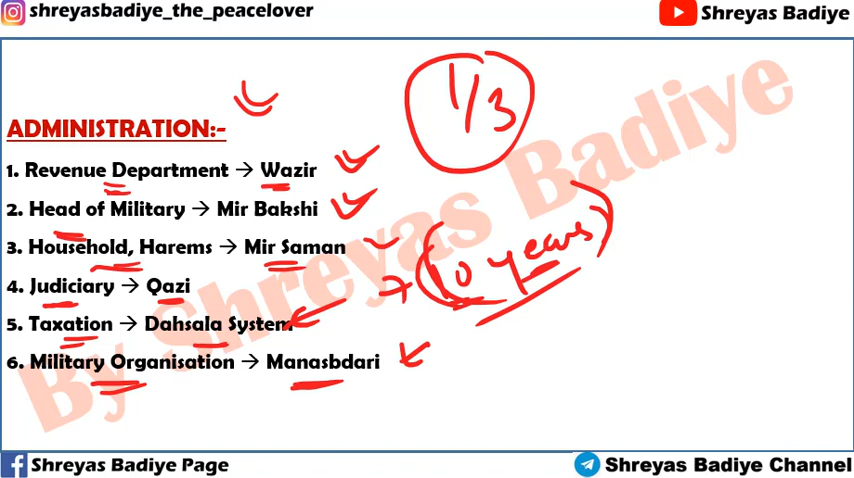 shreyasbadiye_the_peacelover
Shreyas Badiye
1/3
ADMINISTRATION:-
1. Revenue Department → Wazir
2. Head of Military → Mir Bakshi
3. Household, Harems → Mir Saman
(10 years)
4. Judiciary → Qazi
5. Taxation → Dahsala System
6. Military Organisation → Manasbdari
By Shreyas Badiye
Shreyas Badiye Page
Shreyas Badiye Channel